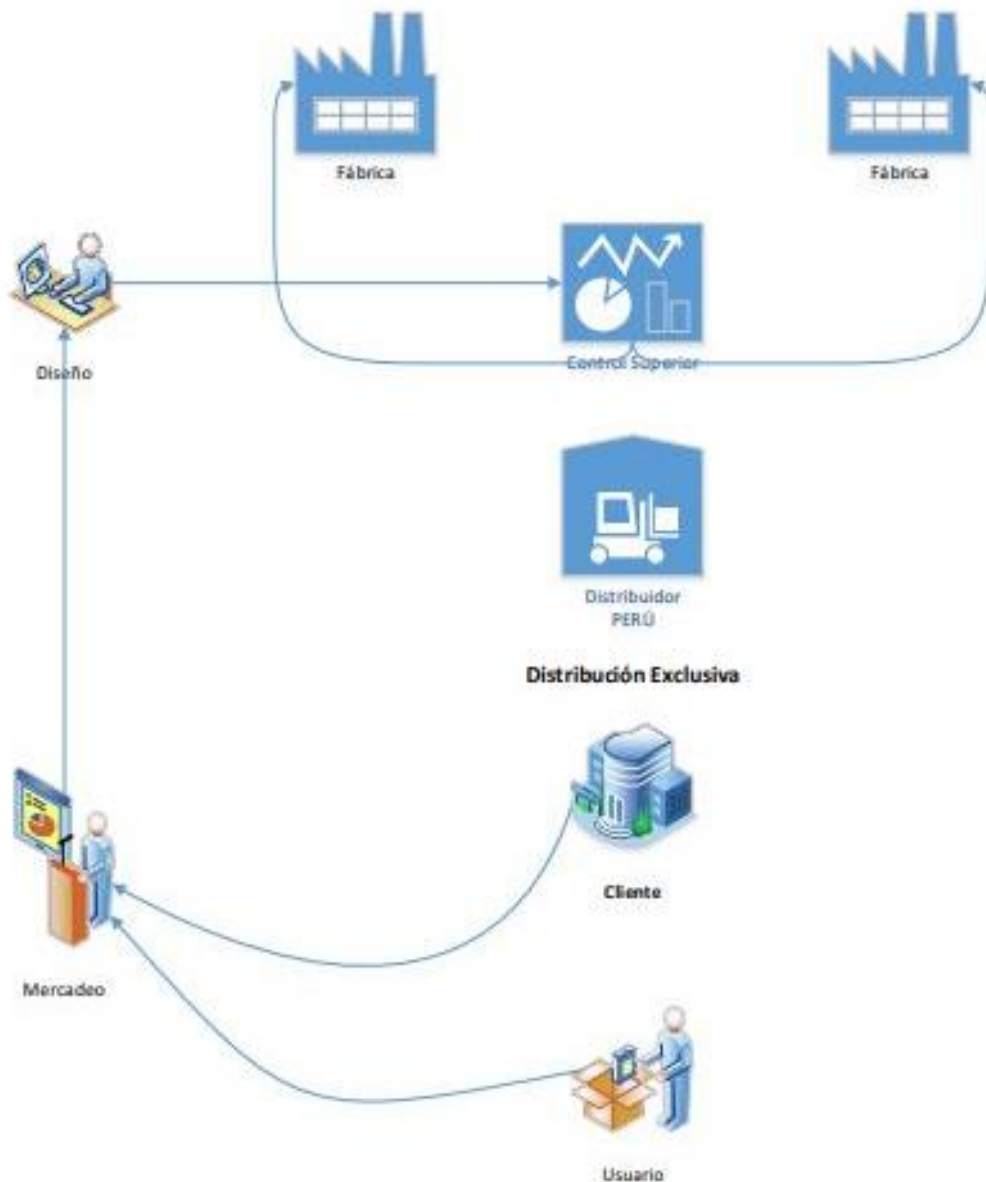 Fábrica
Fábrica
Diseño
Control Superior
Distribuidor
PERÚ
Distribución Exclusiva
Cliente
Mercadeo
Usuario